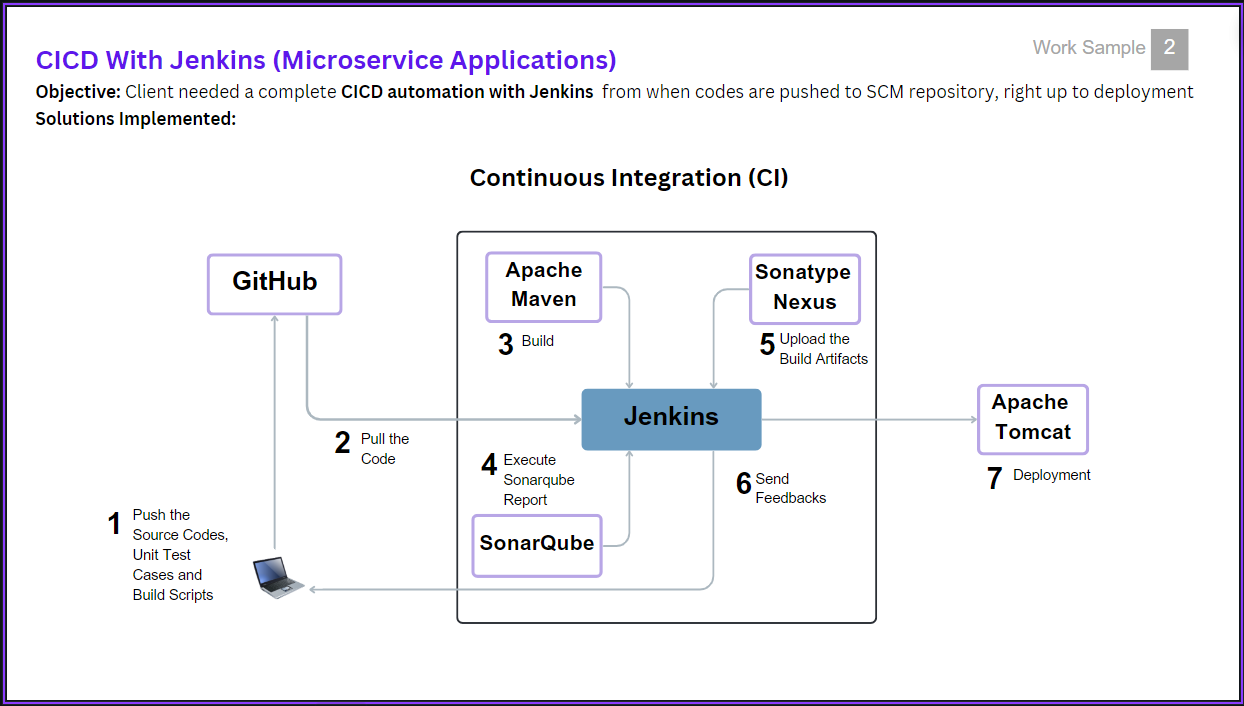 Work Sample 2
CICD With Jenkins (Microservice Applications)
Objective: Client needed a complete CICD automation with Jenkins from when codes are pushed to SCM repository, right up to deployment
Solutions Implemented:
Continuous Integration (CI)
GitHub
Apache
Maven
3 Build
Sonatype
Nexus
5 Upload the
Build Artifacts
Jenkins
Apache
Tomcat
7 Deployment
2 Pull the
Code
4 Execute
Sonarqube
Report
6 Send
Feedbacks
SonarQube
1 Push the
Source Codes,
Unit Test
Cases and
Build Scripts